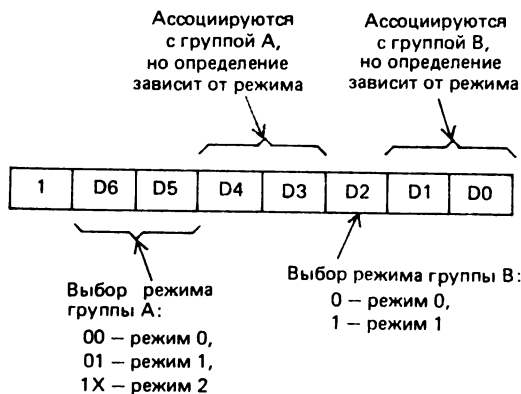 Ассоциируются
с группой А,
но определение
зависит от режима
Ассоциируются
с группой В,
но определение
зависит от режима
1 D6 D5 D4 D3 D2 D1 D0
Выбор режима
группы А:
00 — режим 0,
01 — режим 1,
1X — режим 2
Выбор режима группы В:
0 — режим 0,
1 — режим 1